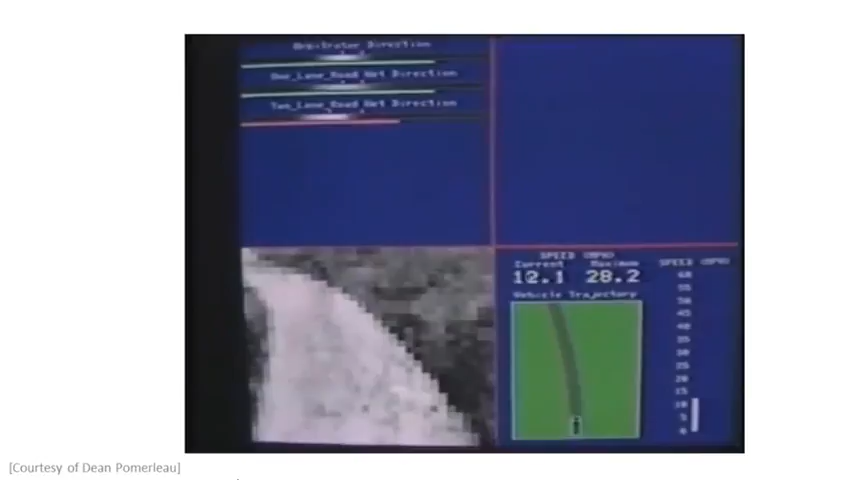 Arbitrator Direction
One_Lane_Road Net Direction
Two_Lane_Road Net Direction
SPEED (MPH)
Current Maximum
12.1 28.2
Vehicle Trajectory
SPEED (MPH)
60
55
50
45
40
35
30
25
20
15
10
5
0
[Courtesy of Dean Pomerleau]